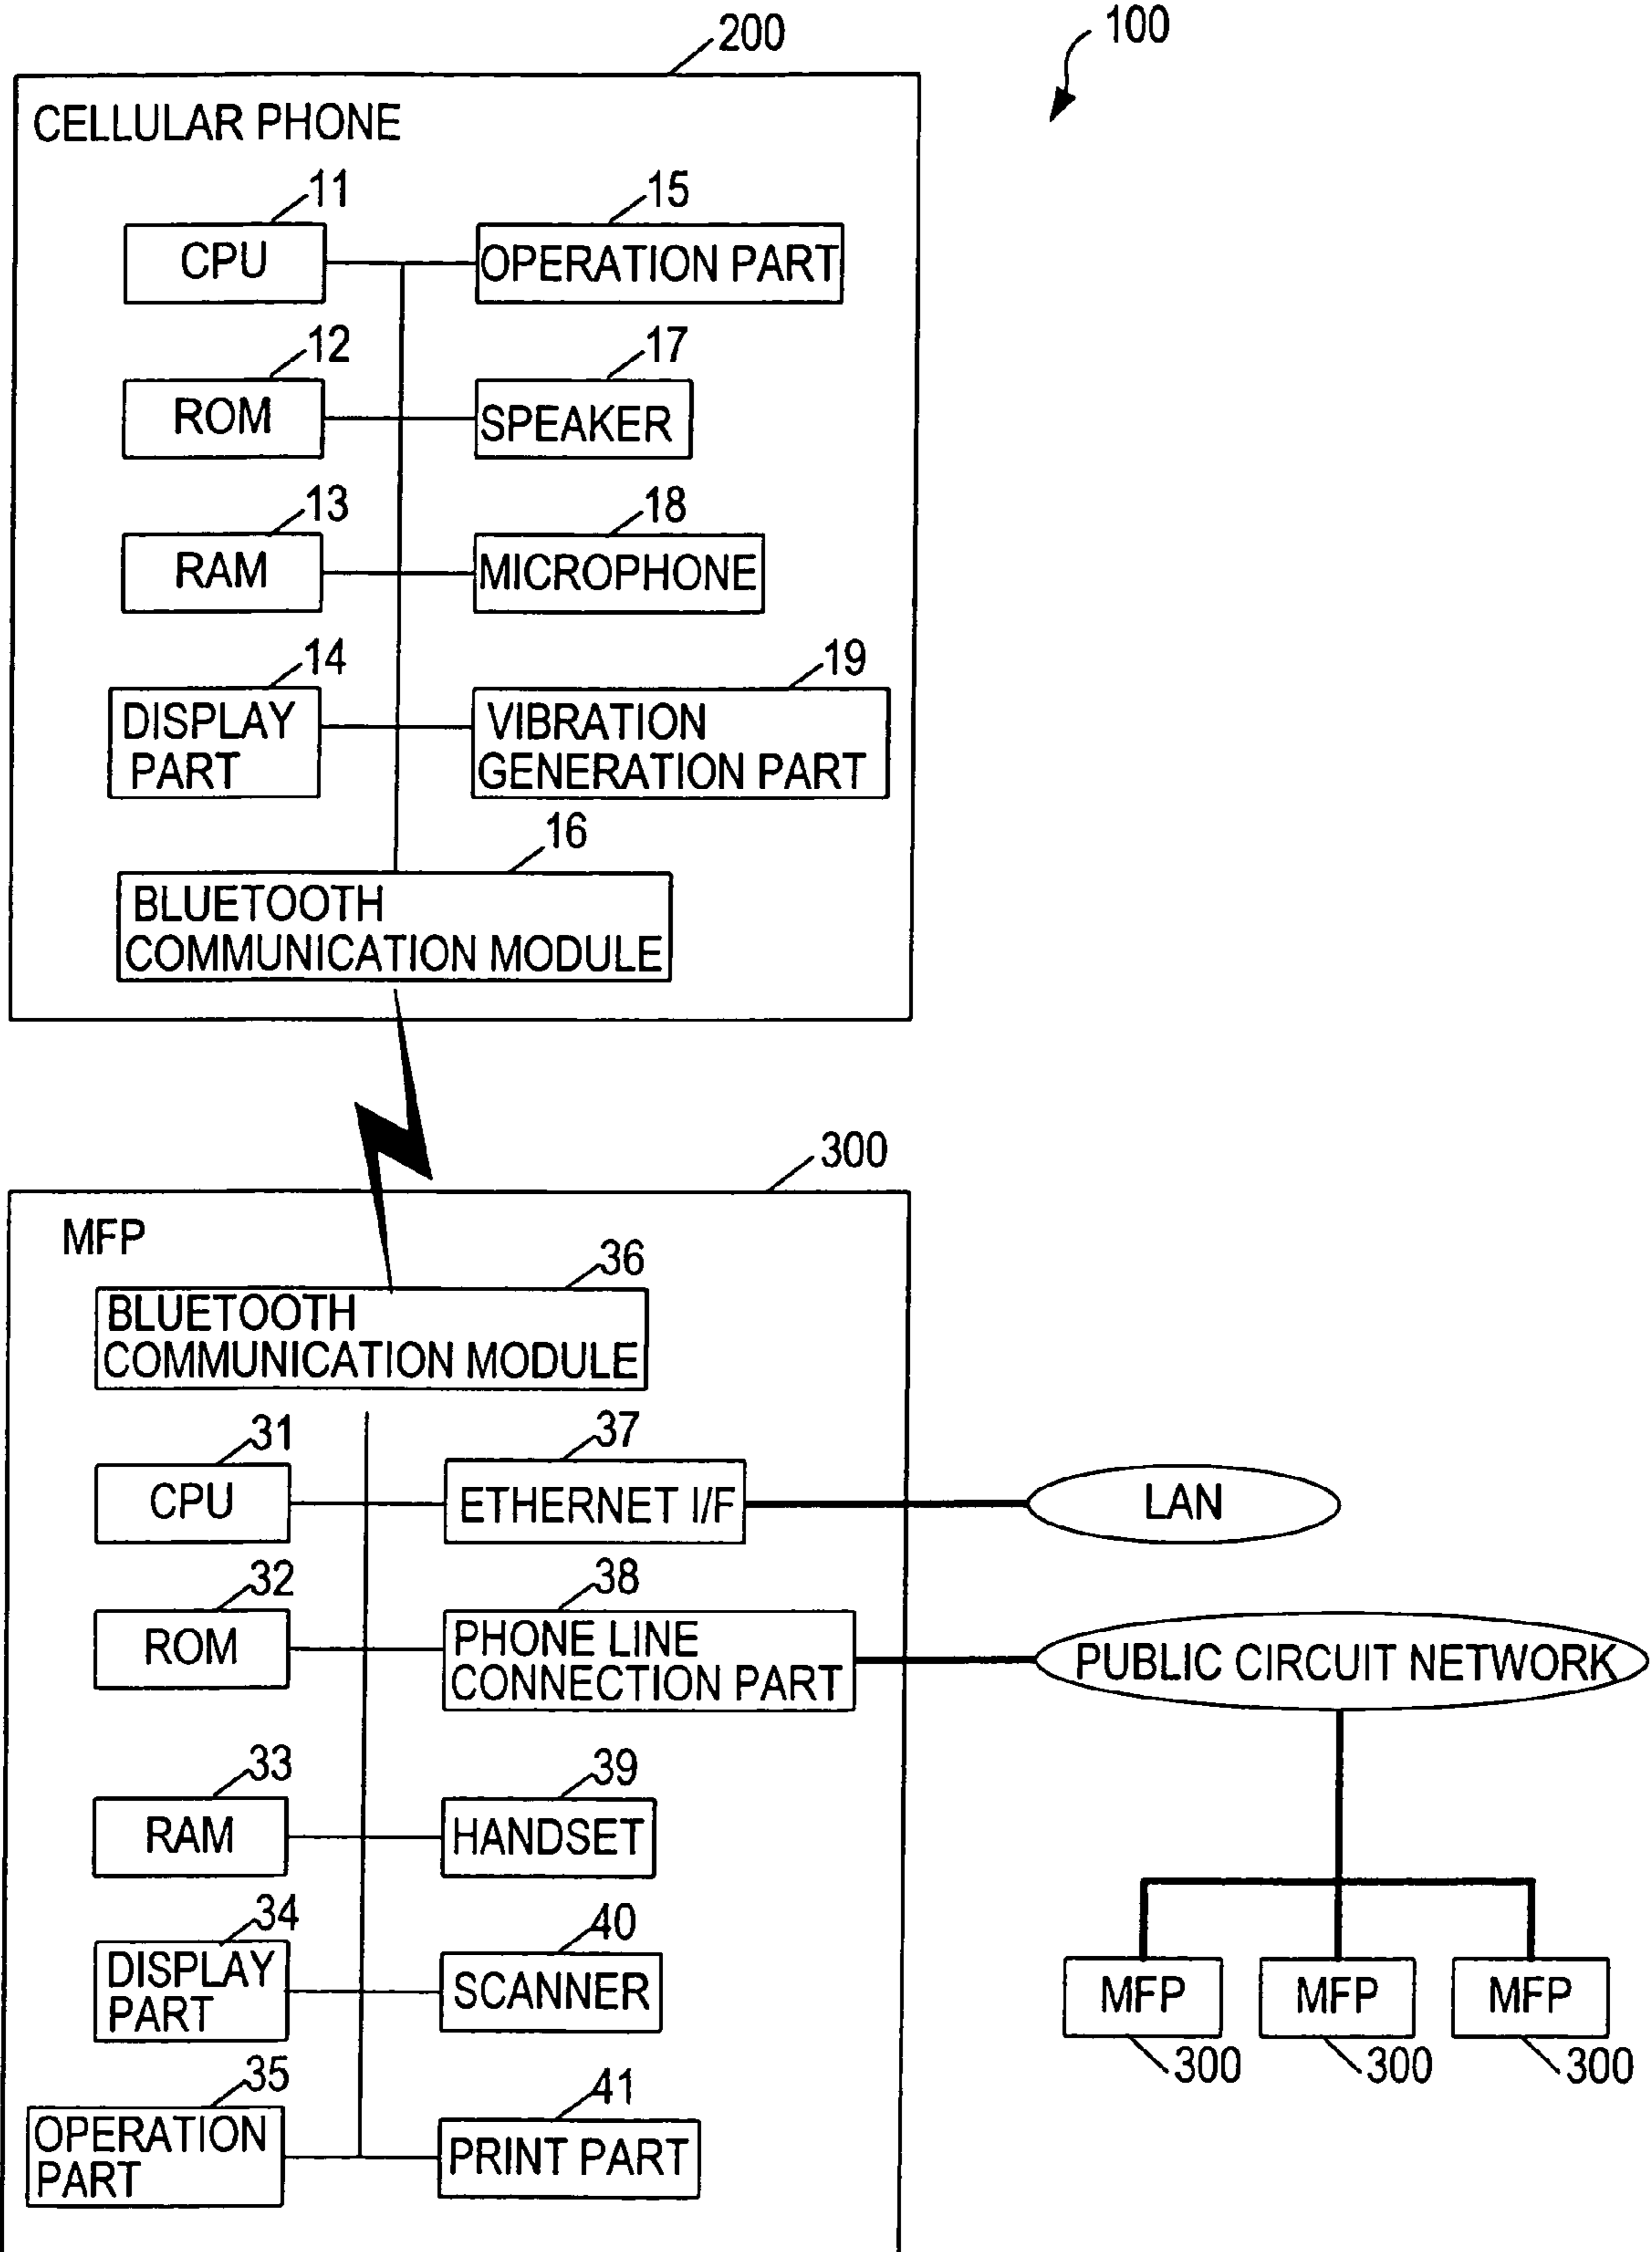 200
100
CELLULAR PHONE
11
15
CPU
OPERATION PART
12
17
ROM
SPEAKER
13
18
RAM
MICROPHONE
14
19
DISPLAY
PART
VIBRATION
GENERATION PART
16
BLUETOOTH
COMMUNICATION MODULE
300
MFP
36
BLUETOOTH
COMMUNICATION MODULE
31
37
CPU
ETHERNET I/F
LAN
32
38
ROM
PHONE LINE
CONNECTION PART
PUBLIC CIRCUIT NETWORK
33
39
RAM
HANDSET
34
40
DISPLAY
PART
SCANNER
MFP
MFP
MFP
300
300
300
35
41
OPERATION
PART
PRINT PART